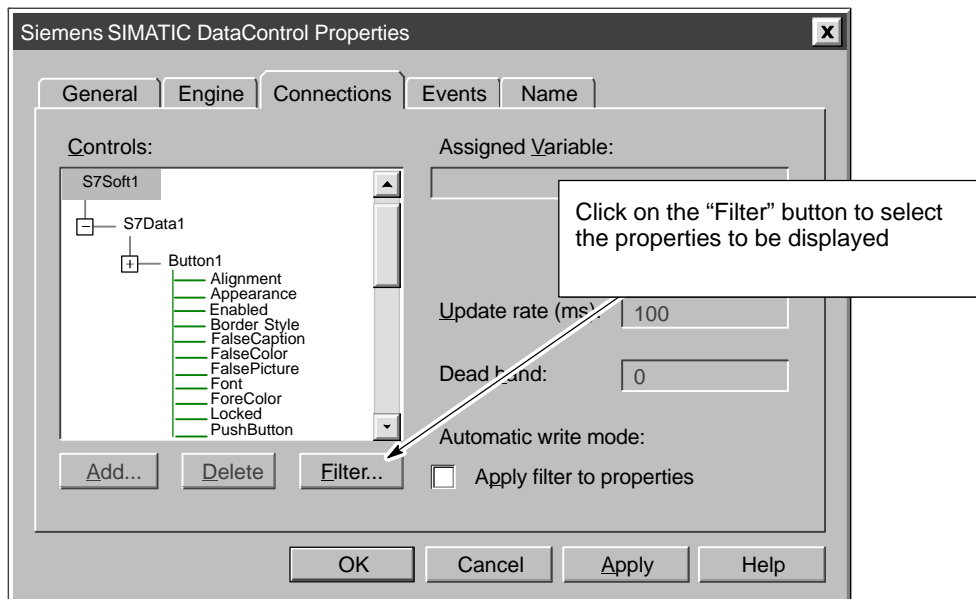 Siemens SIMATIC DataControl Properties
X
General Engine Connections Events Name
Controls:
S7Soft1
S7Data1
Button1
Alignment
Appearance
Enabled
Border Style
FalseCaption
FalseColor
FalsePicture
Font
ForeColor
Locked
PushButton
Add... Delete Filter...
Assigned Variable:
Click on the “Filter” button to select
the properties to be displayed
Update rate (ms): 100
Dead band: 0
Automatic write mode:
Apply filter to properties
OK Cancel Apply Help